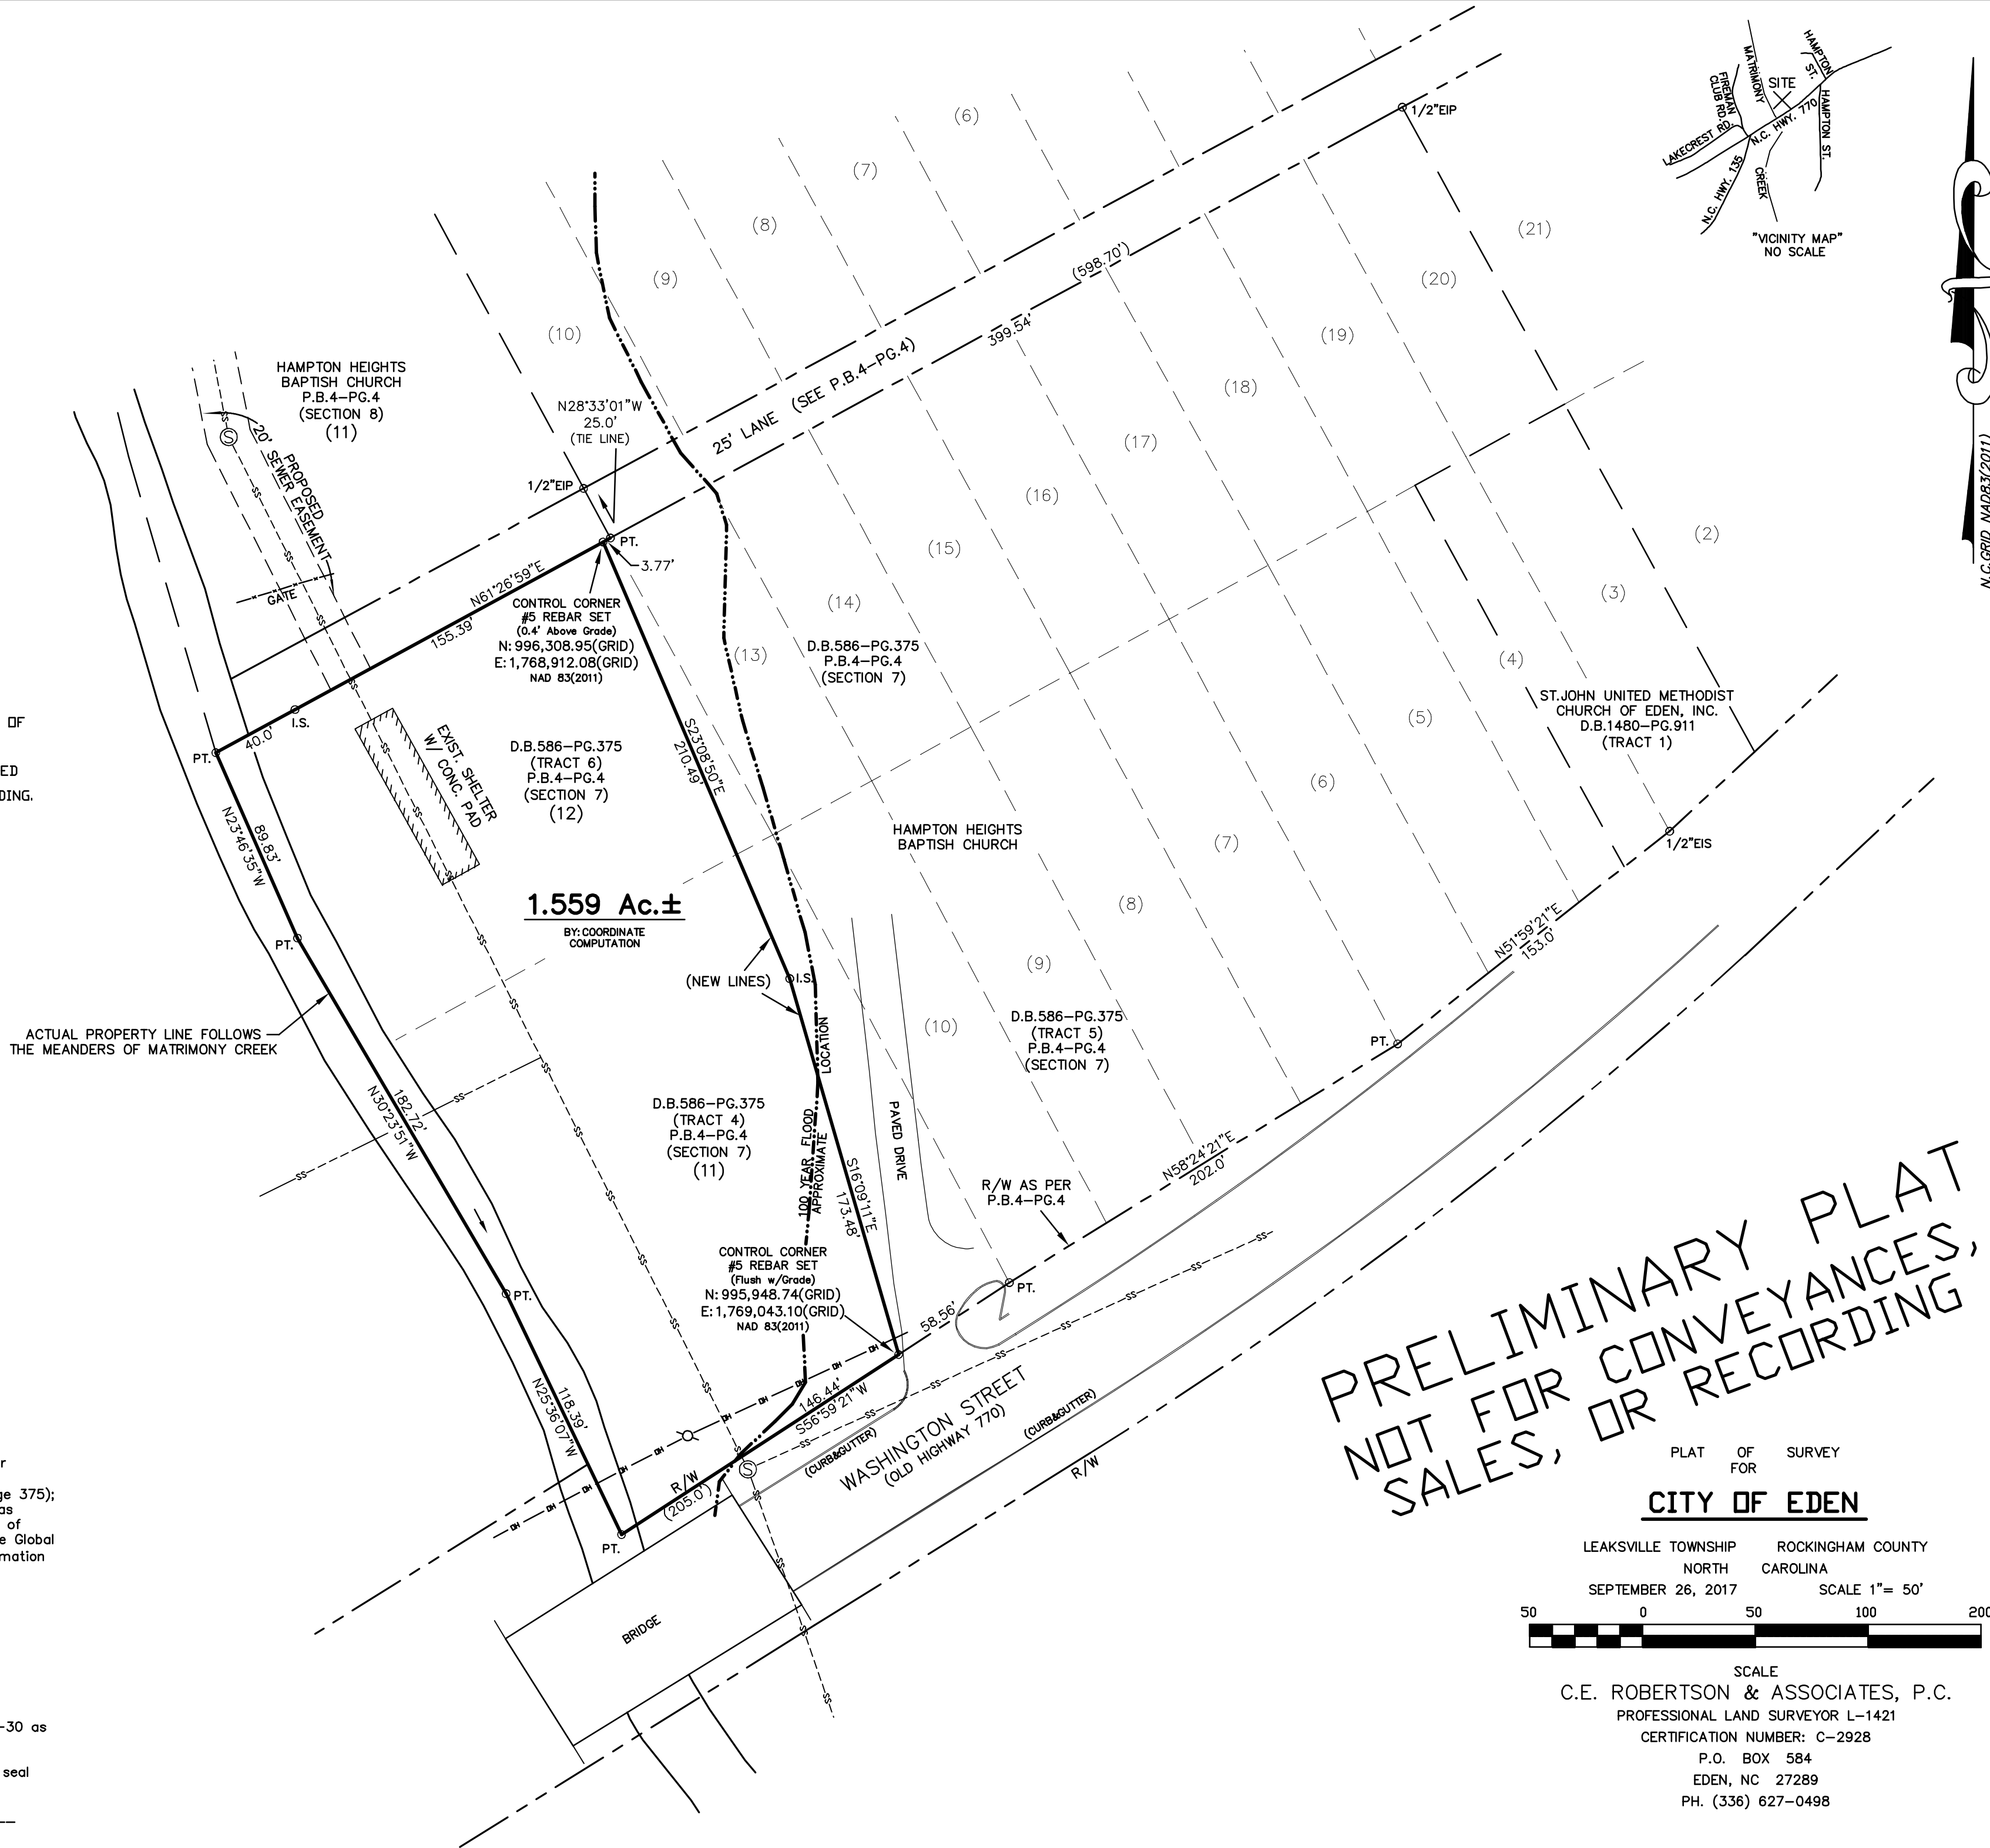 HAMPTON ST.
MATRIMONY
FIREMAN
CLUB RD.
SITE
LAKECREST RD.
N.C. HWY. 770
HAMPTON ST.
N.C. HWY. 135
CREEK
"VICINITY MAP"
NO SCALE
N.C.GRID NAD83(2011)
(6)
(7)
(8)
(9)
(10)
1/2"EIP
(21)
(20)
(19)
(18)
(17)
(16)
(15)
(14)
(13)
(598.70')
399.54'
25' LANE (SEE P.B.4-PG.4)
HAMPTON HEIGHTS
BAPTISH CHURCH
P.B.4-PG.4
(SECTION 8)
(11)
N28°33'01"W
25.0'
(TIE LINE)
S
PROPOSED
20' SEWER EASEMENT
SS
GATE
1/2"EIP
PT.
3.77'
N61°26'59"E
155.39'
CONTROL CORNER
#5 REBAR SET
(0.4' Above Grade)
N: 996,308.95(GRID)
E: 1,768,912.08(GRID)
NAD 83(2011)
D.B.586-PG.375
P.B.4-PG.4
(SECTION 7)
(2)
(3)
(4)
(5)
(6)
(7)
(8)
(9)
(10)
ST.JOHN UNITED METHODIST
CHURCH OF EDEN, INC.
D.B.1480-PG.911
(TRACT 1)
1/2"EIS
I.S.
40.0'
PT.
EXIST. SHELTER
W/ CONC. PAD
D.B.586-PG.375
(TRACT 6)
P.B.4-PG.4
(SECTION 7)
(12)
S23°08'50"E
210.49'
OF
ED
DING.
89.83'
N23°46'35"W
PT.
HAMPTON HEIGHTS
BAPTISH CHURCH
1.559 Ac.±
BY: COORDINATE
COMPUTATION
(NEW LINES)
I.S.
ACTUAL PROPERTY LINE FOLLOWS
THE MEANDERS OF MATRIMONY CREEK
182.72'
N30°23'51"W
D.B.586-PG.375
(TRACT 4)
P.B.4-PG.4
(SECTION 7)
(11)
100 YEAR FLOOD LOCATION
APPROXIMATE
PAVED DRIVE
D.B.586-PG.375
(TRACT 5)
P.B.4-PG.4
(SECTION 7)
PT.
N51°59'21"E
153.0'
N58°24'21"E
202.0'
R/W AS PER
P.B.4-PG.4
S16°09'11"E
173.48'
CONTROL CORNER
#5 REBAR SET
(Flush w/Grade)
N: 995,948.74(GRID)
E: 1,769,043.10(GRID)
NAD 83(2011)
58.56'
PT.
PT.
118.39'
N25°36'07"W
OH
146.44'
S56°59'21"W
R/W
(205.0')
S
PT.
(CURB&GUTTER)
WASHINGTON STREET
(OLD HIGHWAY 770)
(CURB&GUTTER)
R/W
BRIDGE
r
ge 375);
as
of
e Global
mation
-30 as
seal
PRELIMINARY PLAT
NOT FOR CONVEYANCES,
SALES, OR RECORDING
PLAT OF SURVEY
FOR
CITY OF EDEN
LEAKSVILLE TOWNSHIP ROCKINGHAM COUNTY
NORTH CAROLINA
SEPTEMBER 26, 2017 SCALE 1"= 50'
50 0 50 100 200
SCALE
C.E. ROBERTSON & ASSOCIATES, P.C.
PROFESSIONAL LAND SURVEYOR L-1421
CERTIFICATION NUMBER: C-2928
P.O. BOX 584
EDEN, NC 27289
PH. (336) 627-0498